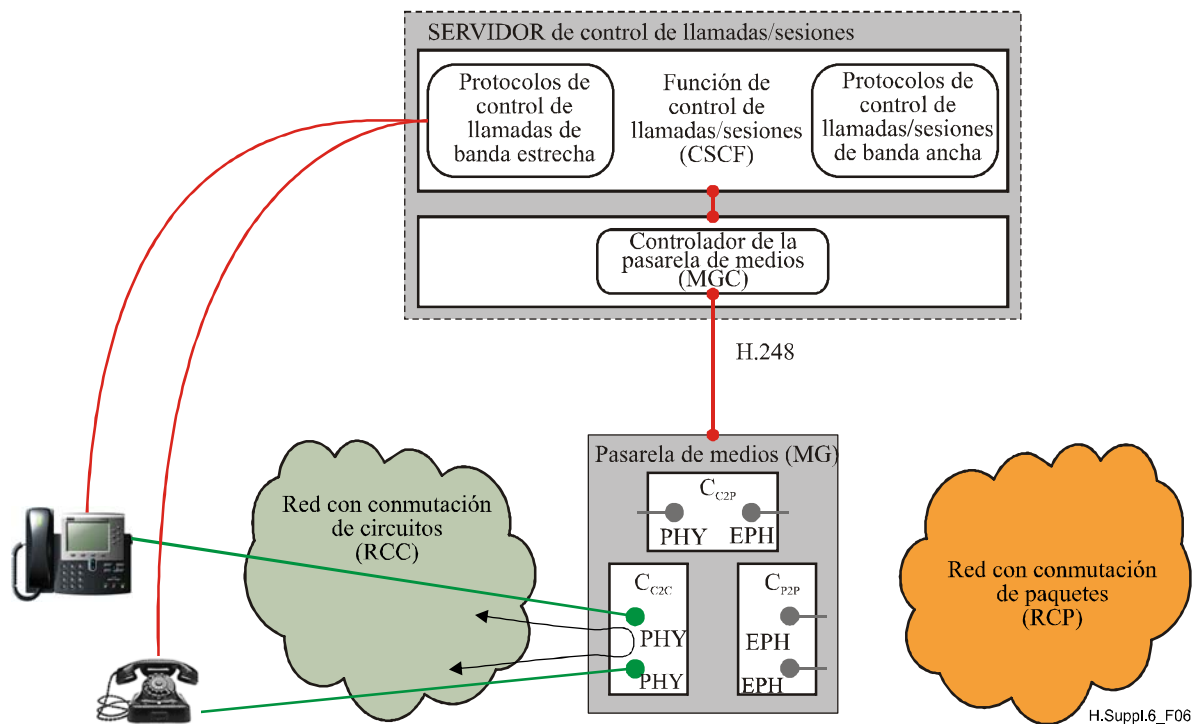 SERVIDOR de control de llamadas/sesiones
Protocolos de
control de
llamadas de
banda estrecha
Función de
control de
llamadas/sesiones
(CSCF)
Protocolos de
control de
llamadas/sesiones
de banda ancha
Controlador de la
pasarela de medios
(MGC)
H.248
Pasarela de medios (MG)
C C2P
PHY EPH
Red con conmutación
de circuitos
(RCC)
C C2C
PHY
PHY
C P2P
EPH
EPH
Red con conmutación
de paquetes
(RCP)
H.Suppl.6_F06